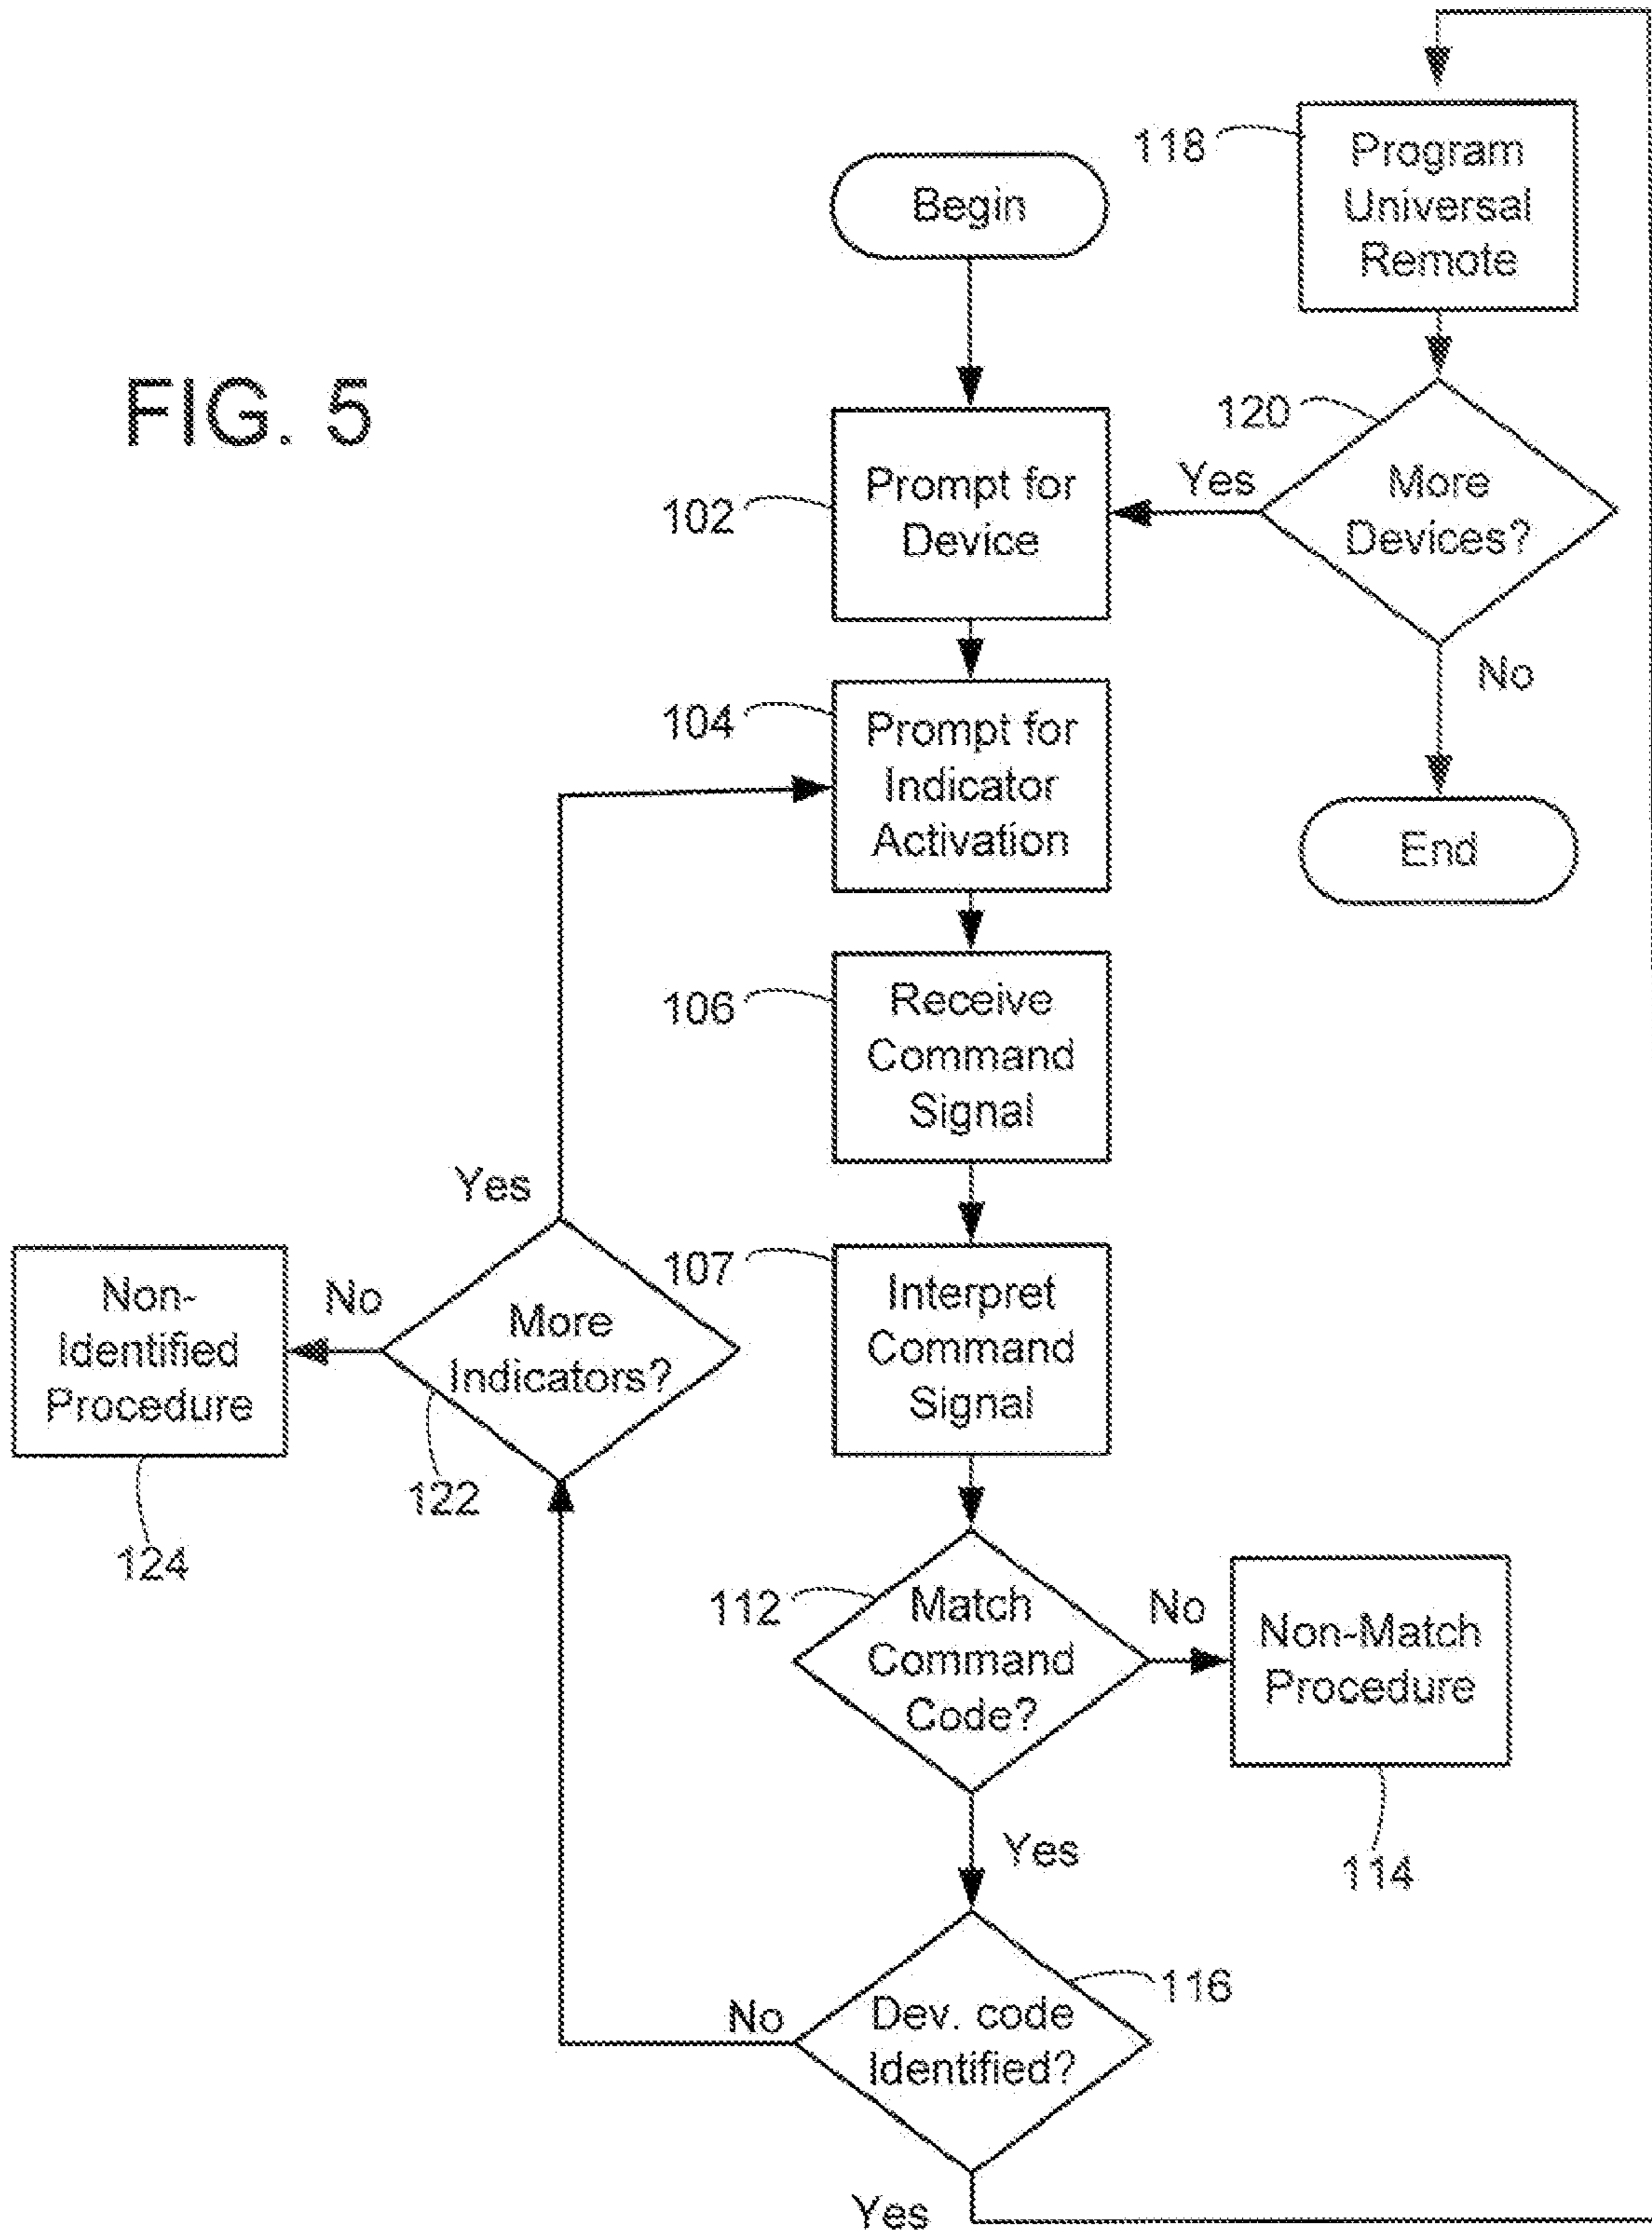 FIG. 5
Begin
118
Program
Universal
Remote
120
More
Devices?
Yes
No
End
102
Prompt for
Device
104
Prompt for
Indicator
Activation
106
Receive
Command
Signal
107
Interpret
Command
Signal
Yes
More
Indicators?
122
No
Non-
Identified
Procedure
124
112
Match
Command
Code?
No
Non-Match
Procedure
114
Yes
116
Dev. code
Identified?
No
Yes